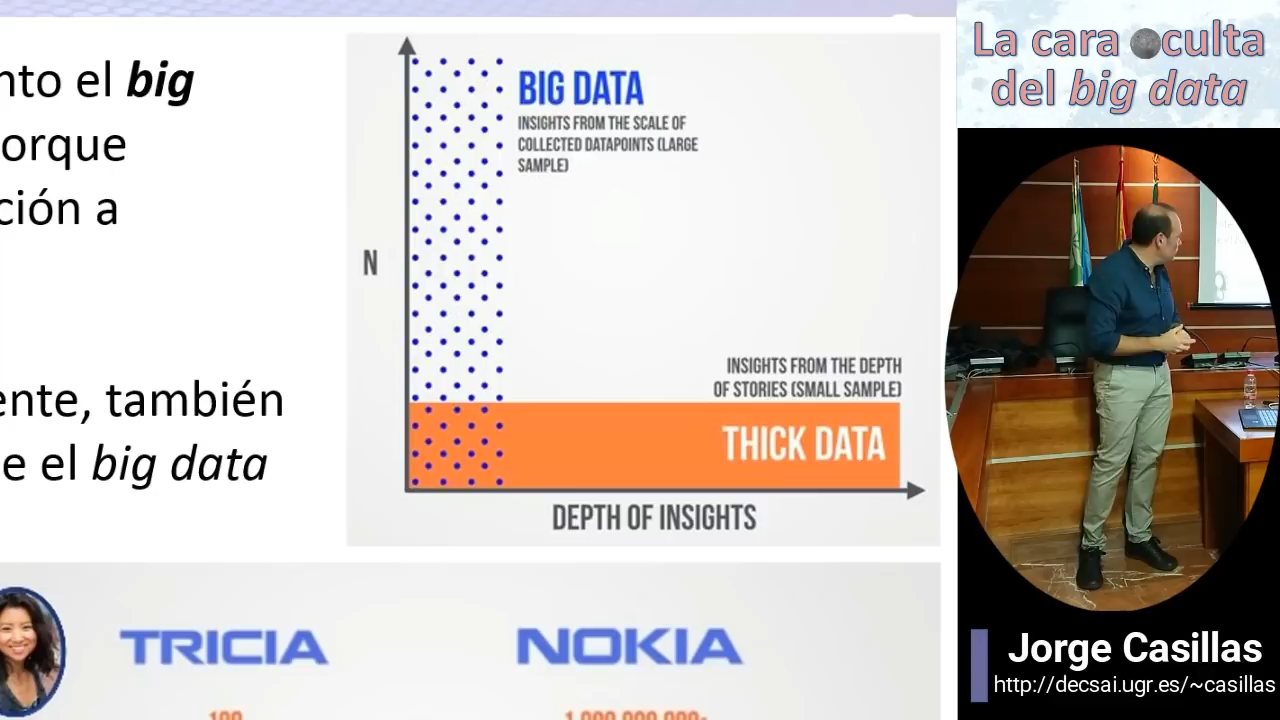 nto el big
orque
ción a
ente, también
e el big data
BIG DATA
INSIGHTS FROM THE SCALE OF
COLLECTED DATAPOINTS (LARGE
SAMPLE)
N
INSIGHTS FROM THE DEPTH
OF STORIES (SMALL SAMPLE)
THICK DATA
DEPTH OF INSIGHTS
TRICIA
NOKIA
La cara oculta
del big data
Jorge Casillas
http://decsai.ugr.es/~casillas